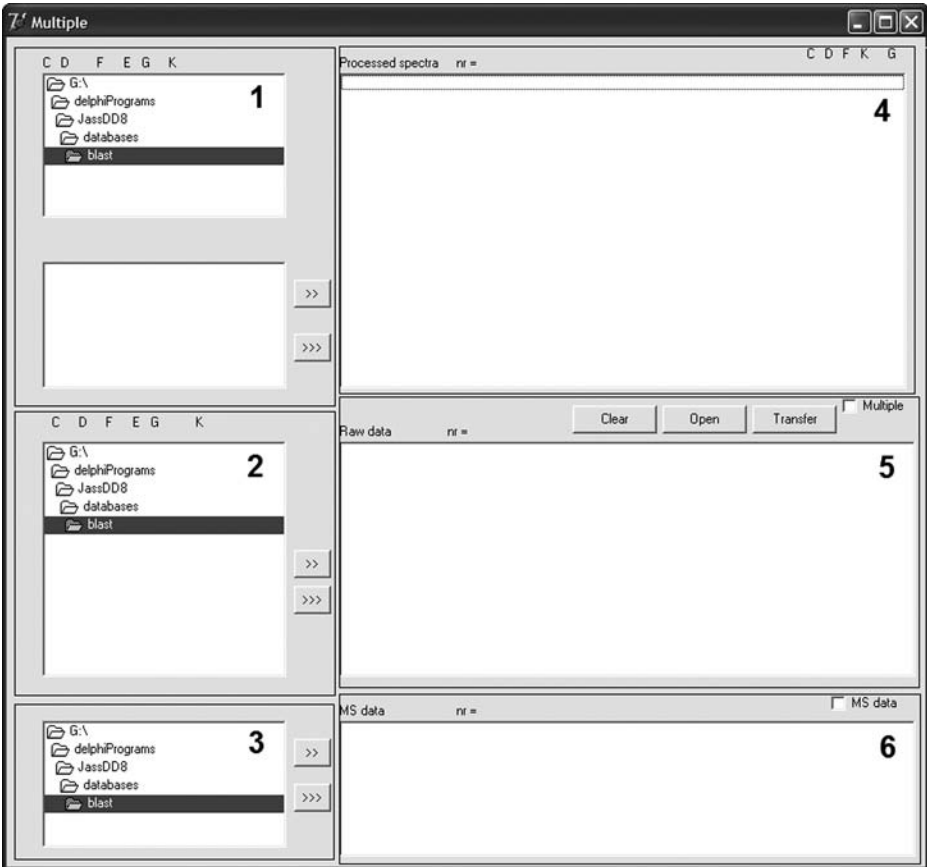 Multiple
C D F E G K
G:\
delphiPrograms
JassDD8
databases
blast
1
>>
>>>
Processed spectra nr =
C D F K G
4
C D F E G K
G:\
delphiPrograms
JassDD8
databases
blast
2
>>
>>>
Clear
Open
Transfer
Multiple
Raw data nr =
5
G:\
delphiPrograms
JassDD8
databases
blast
3
>>
>>>
MS data nr =
MS data
6